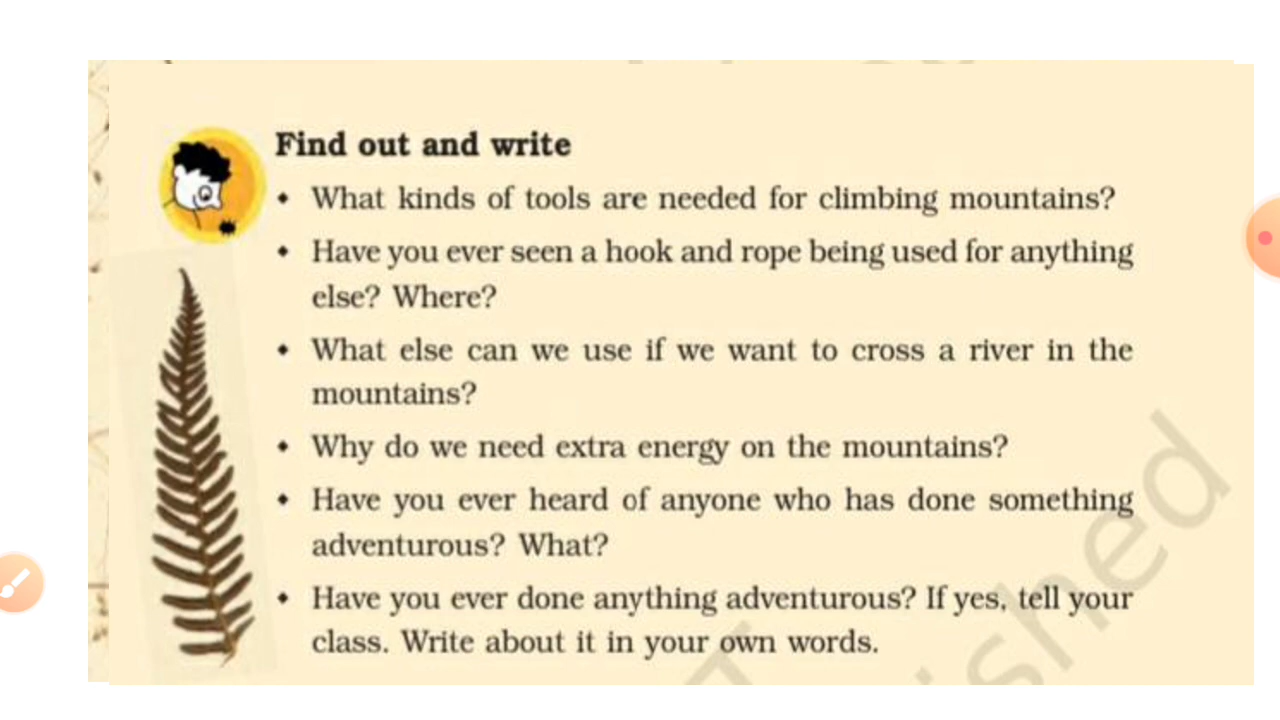 Find out and write
• What kinds of tools are needed for climbing mountains?
• Have you ever seen a hook and rope being used for anything
else? Where?
• What else can we use if we want to cross a river in the
mountains?
• Why do we need extra energy on the mountains?
• Have you ever heard of anyone who has done something
adventurous? What?
• Have you ever done anything adventurous? If yes, tell your
class. Write about it in your own words.